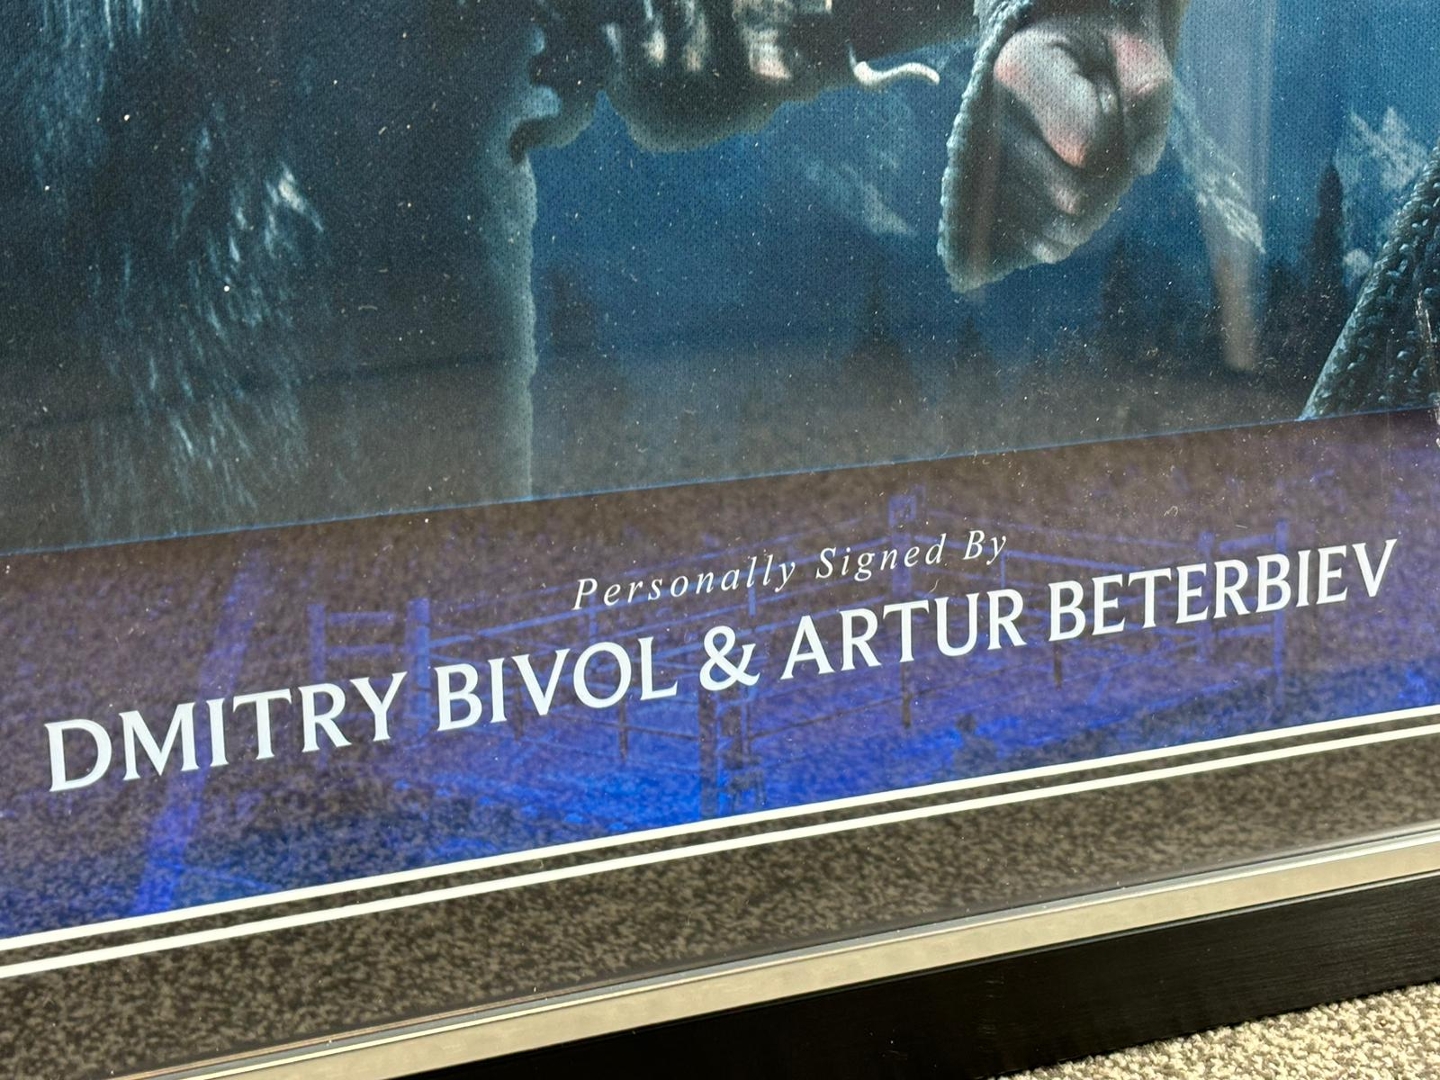 Personally Signed By
DMITRY BIVOL & ARTUR BETERBIEV